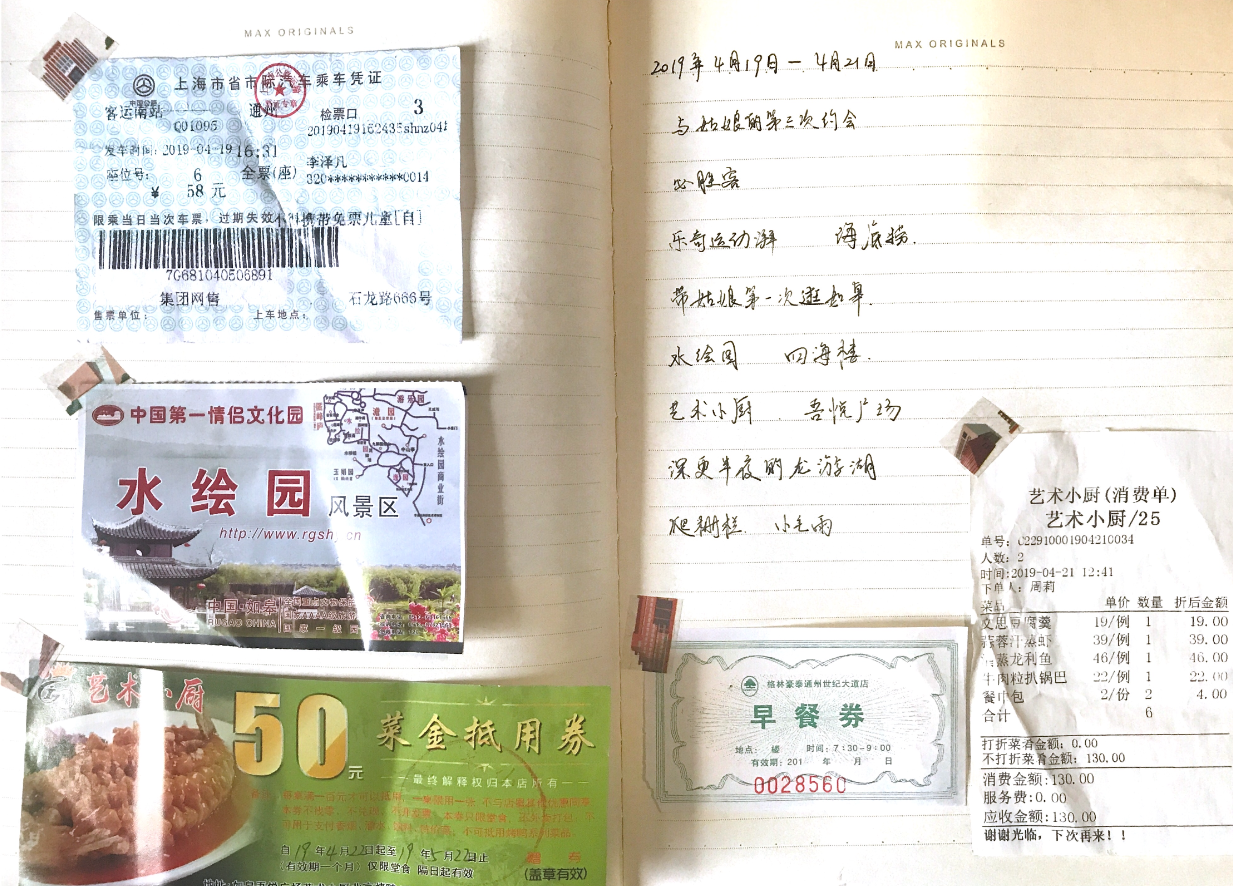 MAX ORIGINALS
上海市省市际汽车乘车凭证
客运南站 通州 检票口 3
Q01095 20190419162435shnz04
发车时间: 2019-04-19 16:31
座位号: 6 全票(座) 李泽凡
¥ 58 元 320***********0014
限乘当日当次车票，过期失效 携带免票儿童[自]
7G681040506891
集团网售 石龙路666号
售票单位: 上车地点:
中国第一情侣文化园
水绘园
风景区
水绘园商业街
中国·如皋
RUGAO CHINA
艺术小厨
50元
菜金抵用券
一最终解释权归本店所有一
自19年4月22日起至19年5月22日止
(有效期一个月) 仅限堂食 隔日起有效
(盖章有效)
MAX ORIGINALS
2019年4月19日一4月21日
与姑娘的第三次约会
必胜客
乐奇运动湃 海底捞.
带姑娘第一次逛如皋.
水绘园 四海楼.
艺术小厨 吾悦广场
深更半夜的龙游湖
爬栅栏. 小毛雨
艺术小厨(消费单)
艺术小厨/25
单号: 022910001904210034
人数: 2
时间:2019-04-21 12:41
下单人: 周莉
菜品 单价 数量 折后金额
文思豆腐羹 19/例 1 19.00
蒜蓉汁蒸虾 39/例 1 39.00
清蒸龙利鱼 46/例 1 46.00
牛肉粒扒锅巴 22/例 1 22.00
餐巾包 2/份 2 4.00
合计 6
打折菜肴金额: 0.00
不打折菜肴金额: 130.00
消费金额:130.00
服务费:0.00
应收金额:130.00
谢谢光临，下次再来！！
格林豪泰通州世纪大道店
早餐券
地点: 楼 时间: 7:30-9:00
有效期: 201 年 月 日
0028560